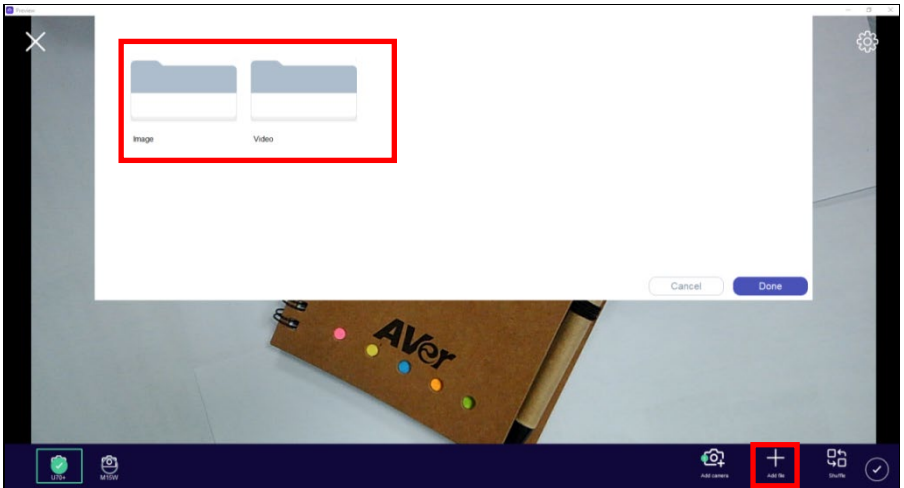 Preview
Image
Video
Cancel
Done
AVer
U70+
M15W
Add camera
Add file
Shuffle